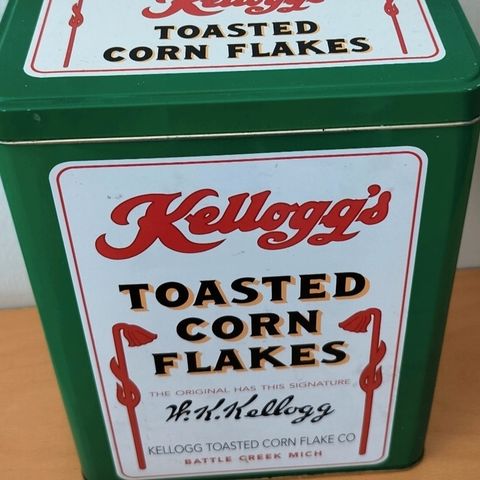 Kellogg's
TOASTED
CORN FLAKES
Kellogg's
TOASTED
CORN
FLAKES
THE ORIGINAL HAS THIS SIGNATURE
W.K.Kellogg
KELLOGG TOASTED CORN FLAKE CO
BATTLE CREEK MICH